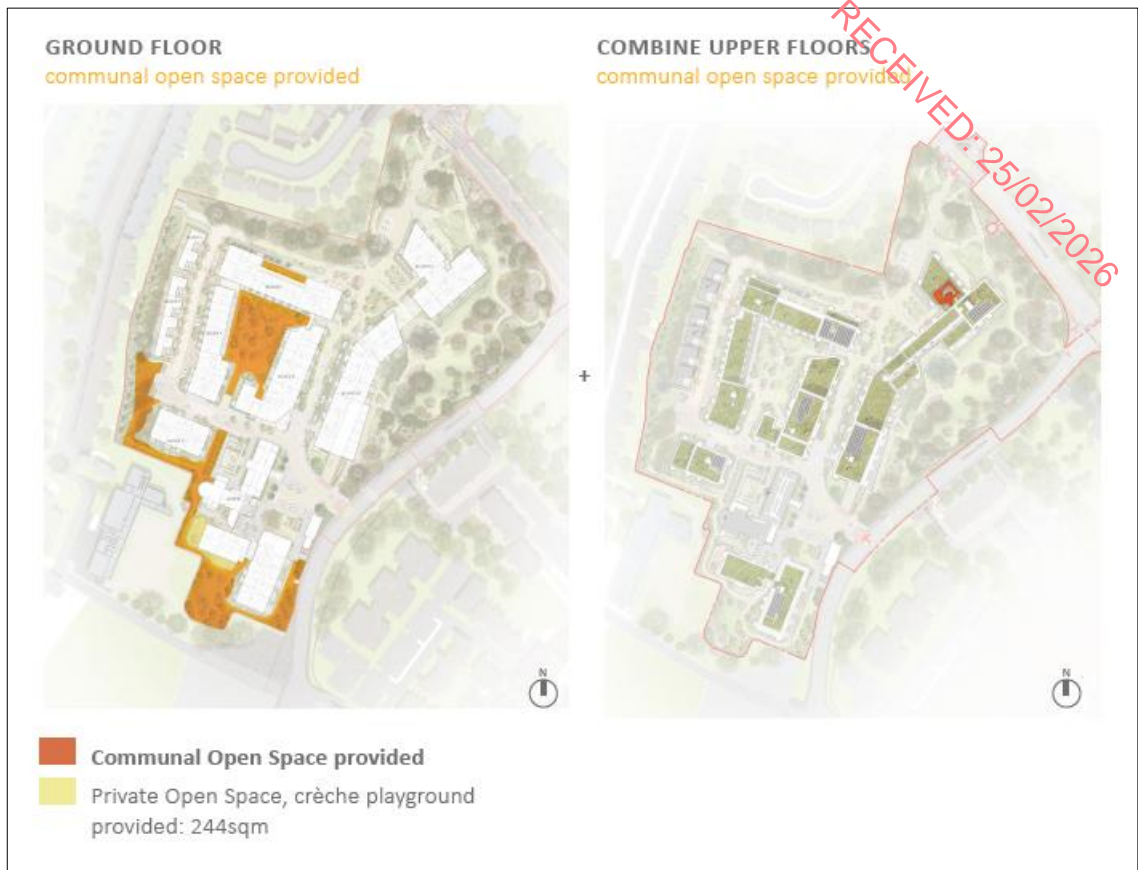 GROUND FLOOR
communal open space provided
COMBINE UPPER FLOORS
communal open space provided
RECEIVED: 25/02/2026
+
N
N
Communal Open Space provided
Private Open Space, crèche playground
provided: 244sqm